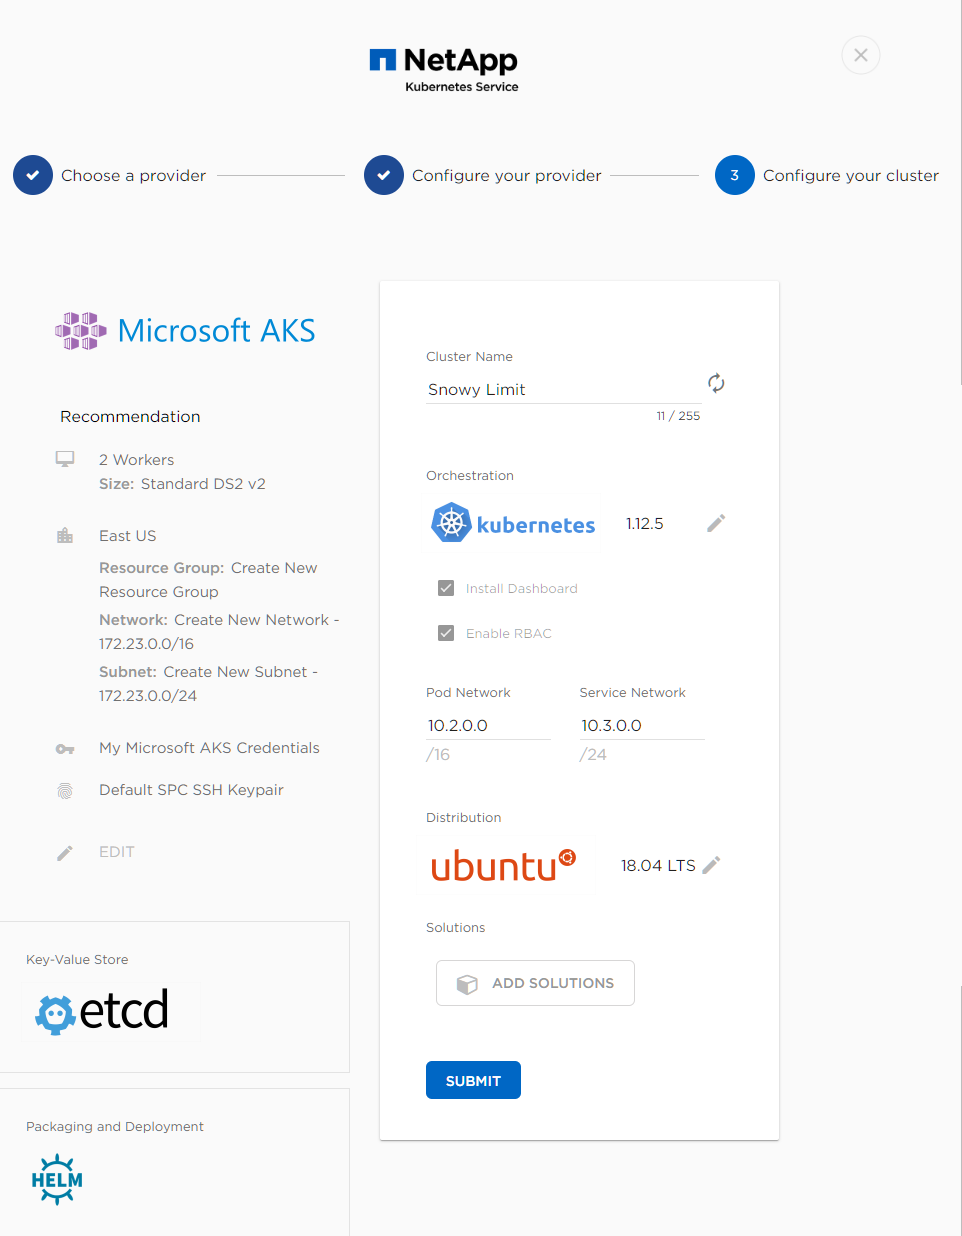 NetApp
Kubernetes Service
Choose a provider
Configure your provider
3
Configure your cluster
Microsoft AKS
Recommendation
2 Workers
Size: Standard DS2 v2
East US
Resource Group: Create New
Resource Group
Network: Create New Network -
172.23.0.0/16
Subnet: Create New Subnet -
172.23.0.0/24
My Microsoft AKS Credentials
Default SPC SSH Keypair
EDIT
Key-Value Store
etcd
Packaging and Deployment
HELM
Cluster Name
Snowy Limit
11 / 255
Orchestration
kubernetes 1.12.5
Install Dashboard
Enable RBAC
Pod Network Service Network
10.2.0.0 10.3.0.0
/16 /24
Distribution
ubuntu 18.04 LTS
Solutions
ADD SOLUTIONS
SUBMIT